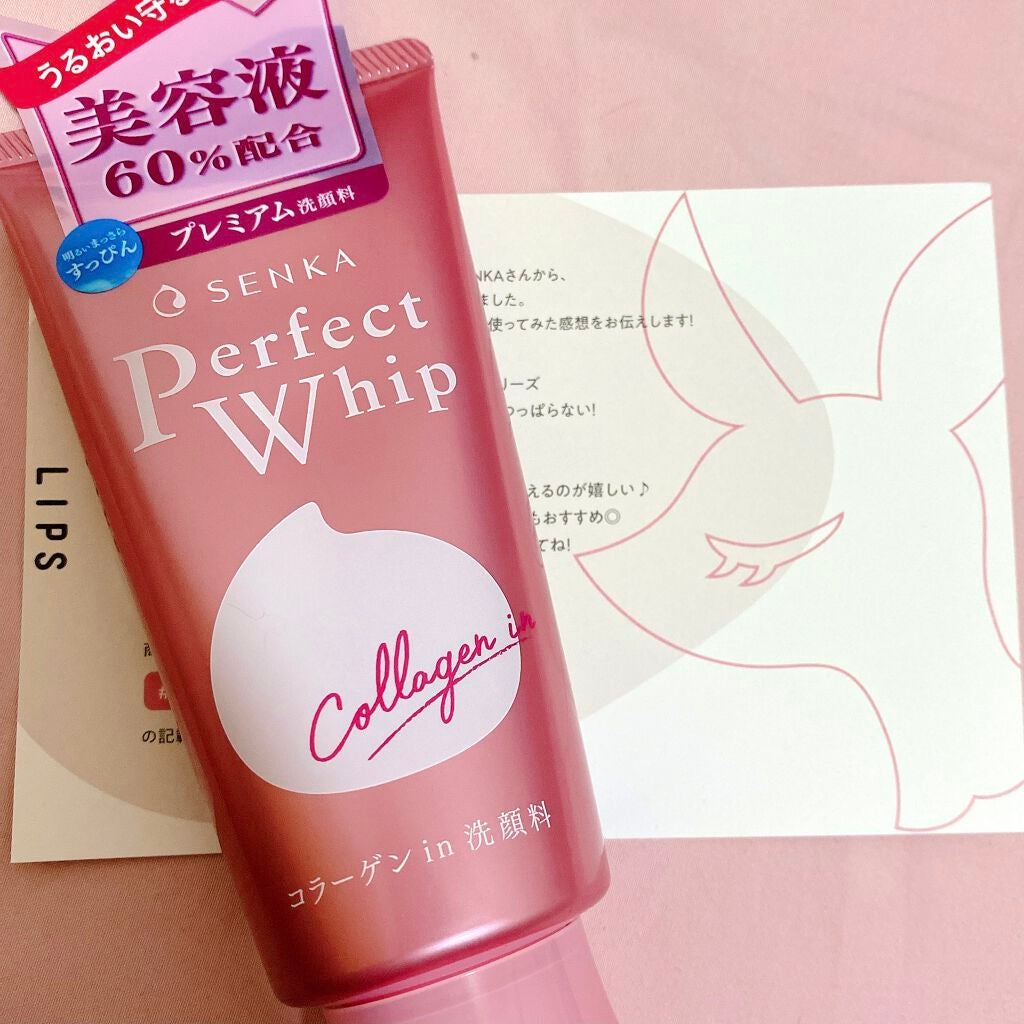 うるおい守る
美容液
60%配合
プレミアム洗顔料
明るいまっさら
すっぴん
SENKA
Perfect
Whip
Collagen in
コラーゲン in 洗顔料
LIPS
NKAさんから、
ました。
使ってみた感想をお伝えします!
リーズ
つっぱらない!
えるのが嬉しい♪
もおすすめ◎
てね!
の記